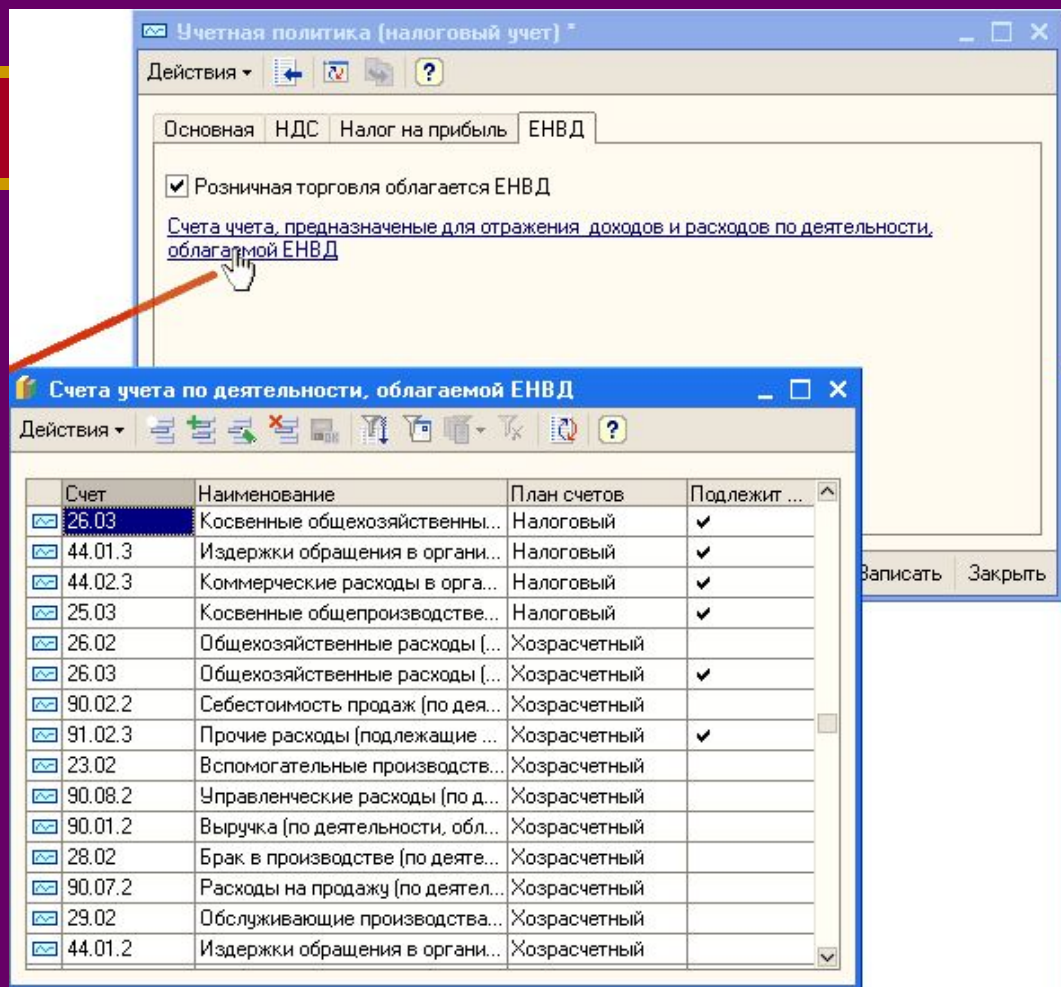 Учетная политика (налоговый учет) *
Действия
Основная НДС Налог на прибыль ЕНВД
Розничная торговля облагается ЕНВД
Счета учета, предназначеные для отражения доходов и расходов по деятельности,
облагаемой ЕНВД
Записать Закрыть
Счета учета по деятельности, облагаемой ЕНВД
Действия
Счет Наименование План счетов Подлежит ...
26.03 Косвенные общехозяйственны... Налоговый
44.01.3 Издержки обращения в органи... Налоговый
44.02.3 Коммерческие расходы в орга... Налоговый
25.03 Косвенные общепроизводстве... Налоговый
26.02 Общехозяйственные расходы (... Хозрасчетный
26.03 Общехозяйственные расходы (... Хозрасчетный
90.02.2 Себестоимость продаж (по дея... Хозрасчетный
91.02.3 Прочие расходы (подлежащие ... Хозрасчетный
23.02 Вспомогательные производств... Хозрасчетный
90.08.2 Управленческие расходы (по д... Хозрасчетный
90.01.2 Выручка (по деятельности, обл... Хозрасчетный
28.02 Брак в производстве (по деяте... Хозрасчетный
90.07.2 Расходы на продажу (по деятел... Хозрасчетный
29.02 Обслуживающие производства... Хозрасчетный
44.01.2 Издержки обращения в органи... Хозрасчетный